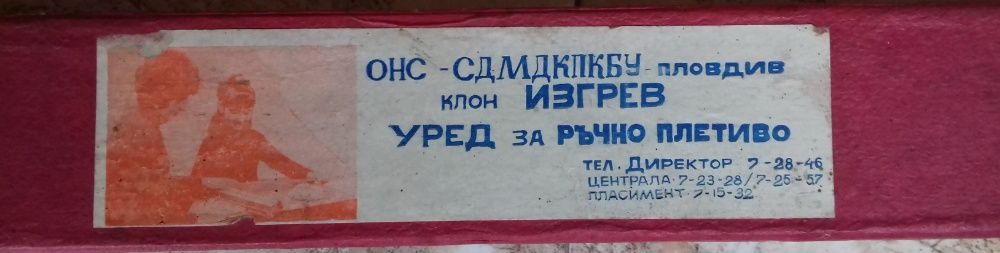 ОНС - СДМДКПКБУ - ПЛОВДИВ
КЛОН ИЗГРЕВ
УРЕД ЗА РЪЧНО ПЛЕТИВО
ТЕЛ. ДИРЕКТОР 7-28-46
ЦЕНТРАЛА 7-23-28/7-25-57
ПЛАСИМЕНТ 7-15-32